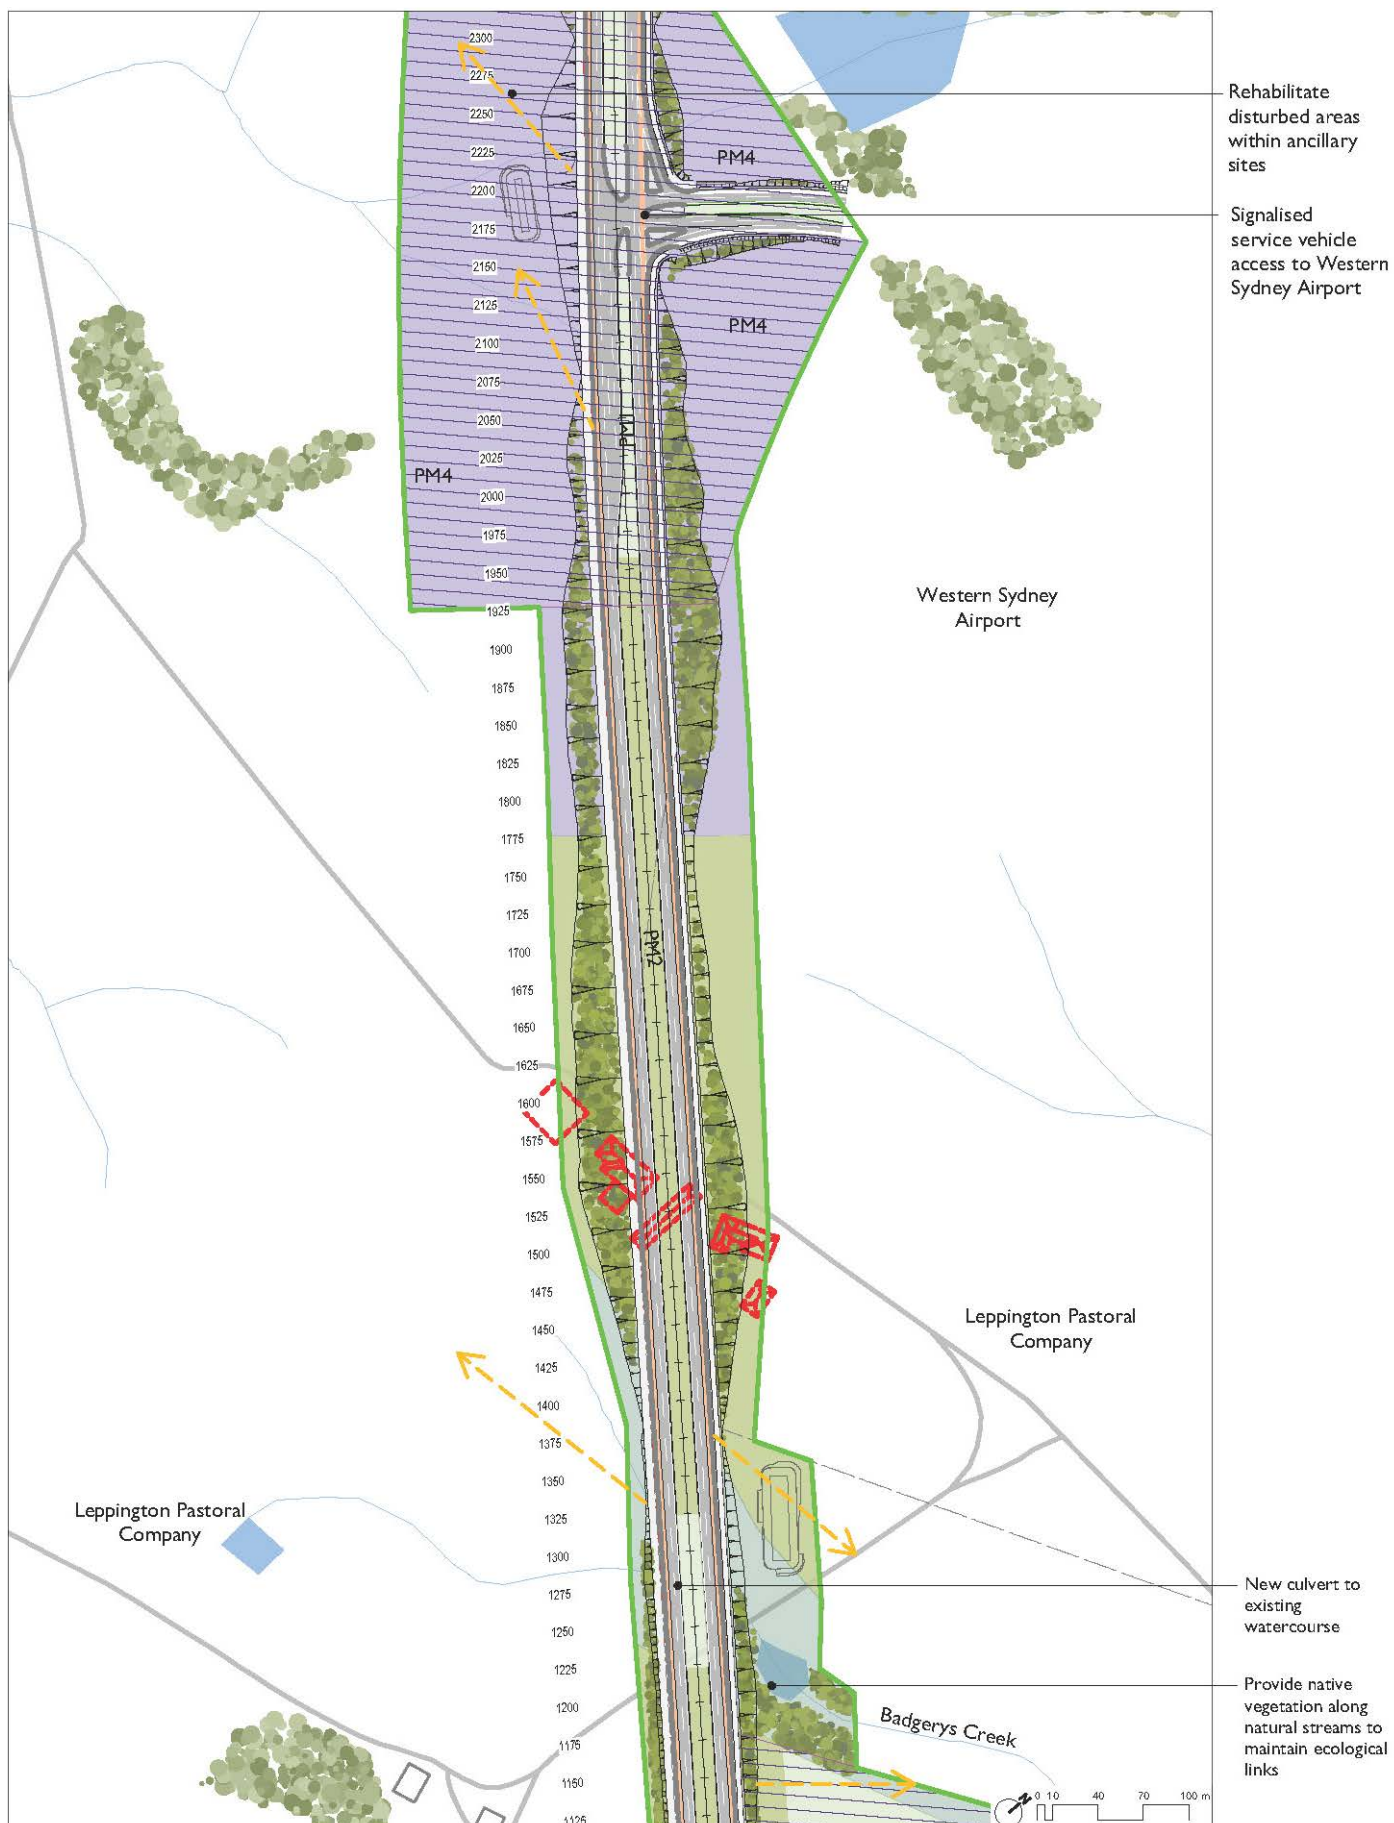 2300
2275
2250
2225
2200
2175
2150
2125
2100
2075
2050
2025
2000
1975
1950
1925
1900
1875
1850
1825
1800
1775
1750
1725
1700
1675
1650
1625
1600
1575
1550
1525
1500
1475
1450
1425
1400
1375
1350
1325
1300
1275
1250
1225
1200
1175
1150
1125
PM4
PM4
PM4
PM2
Rehabilitate
disturbed areas
within ancillary
sites
Signalised
service vehicle
access to Western
Sydney Airport
Western Sydney
Airport
Leppington Pastoral
Company
Leppington Pastoral
Company
New culvert to
existing
watercourse
Provide native
vegetation along
natural streams to
maintain ecological
links
Badgerys Creek
N
0 10 40 70 100 m